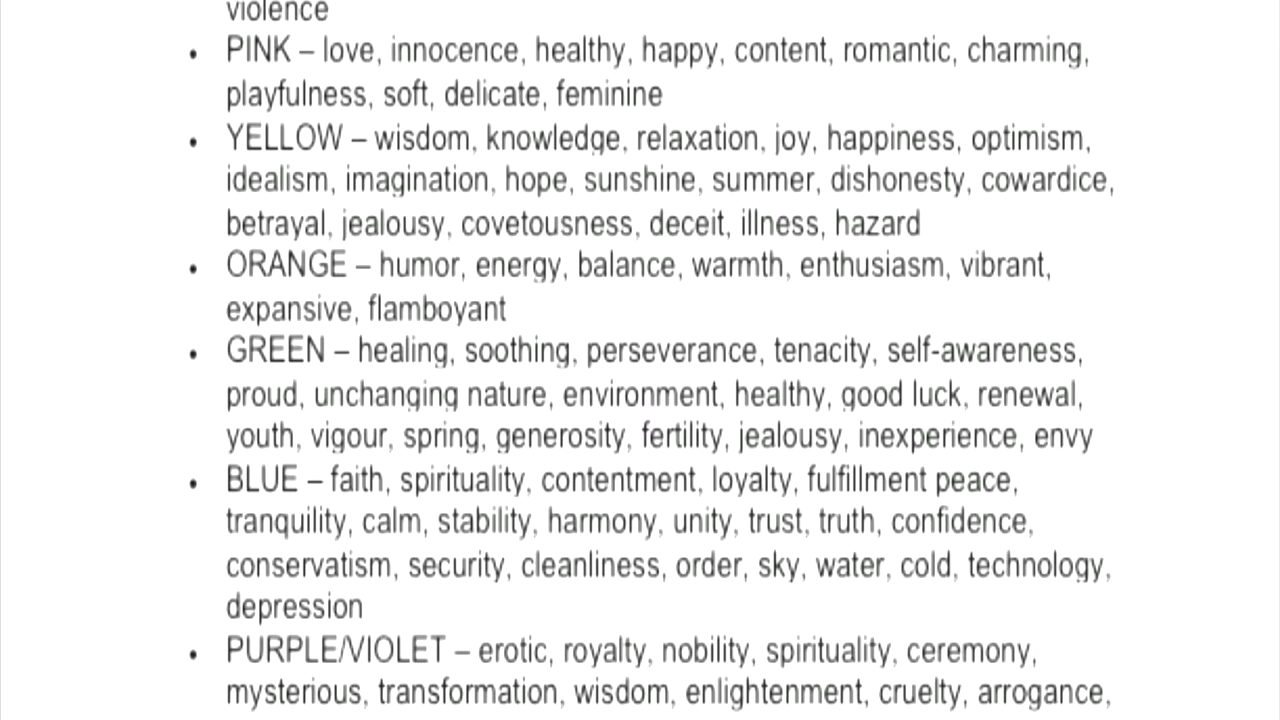 violence
• PINK – love, innocence, healthy, happy, content, romantic, charming,
playfulness, soft, delicate, feminine
• YELLOW – wisdom, knowledge, relaxation, joy, happiness, optimism,
idealism, imagination, hope, sunshine, summer, dishonesty, cowardice,
betrayal, jealousy, covetousness, deceit, illness, hazard
• ORANGE – humor, energy, balance, warmth, enthusiasm, vibrant,
expansive, flamboyant
• GREEN – healing, soothing, perseverance, tenacity, self-awareness,
proud, unchanging nature, environment, healthy, good luck, renewal,
youth, vigour, spring, generosity, fertility, jealousy, inexperience, envy
• BLUE – faith, spirituality, contentment, loyalty, fulfillment peace,
tranquility, calm, stability, harmony, unity, trust, truth, confidence,
conservatism, security, cleanliness, order, sky, water, cold, technology,
depression
• PURPLE/VIOLET – erotic, royalty, nobility, spirituality, ceremony,
mysterious, transformation, wisdom, enlightenment, cruelty, arrogance,